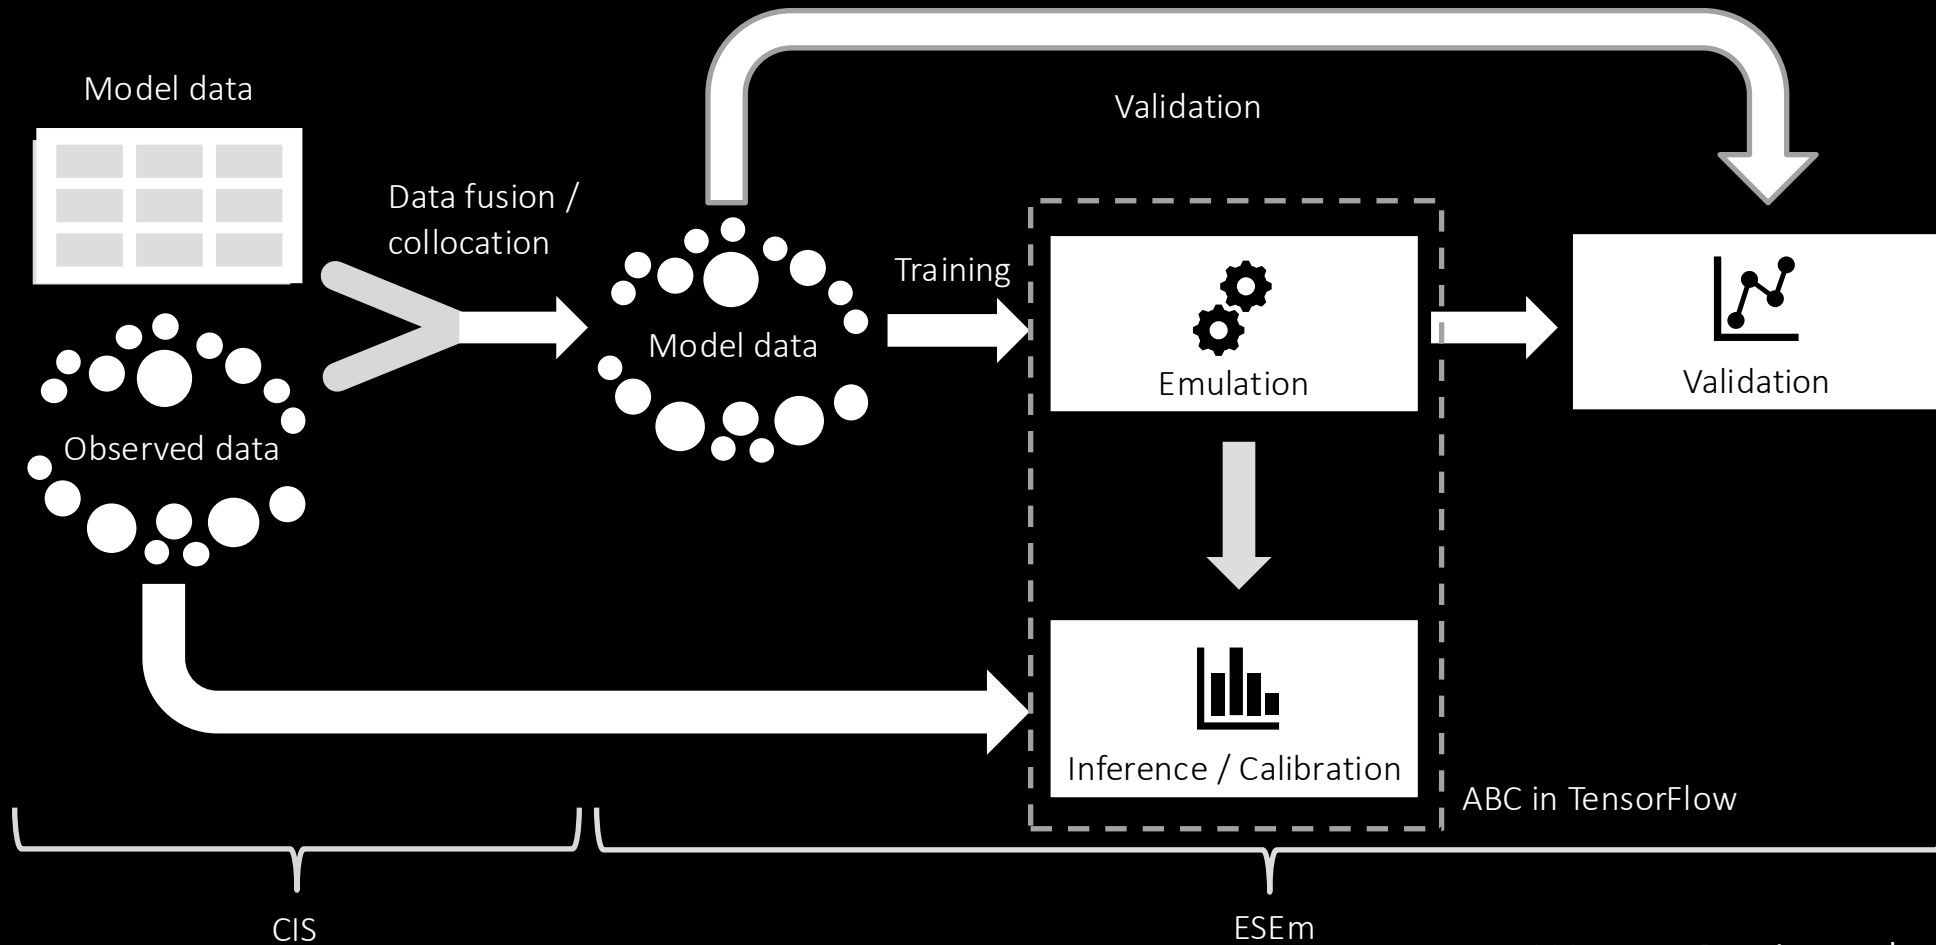 Model data
Validation
Data fusion /
collocation
Training
Model data
Emulation
Validation
Observed data
Inference / Calibration
ABC in TensorFlow
CIS
ESEm